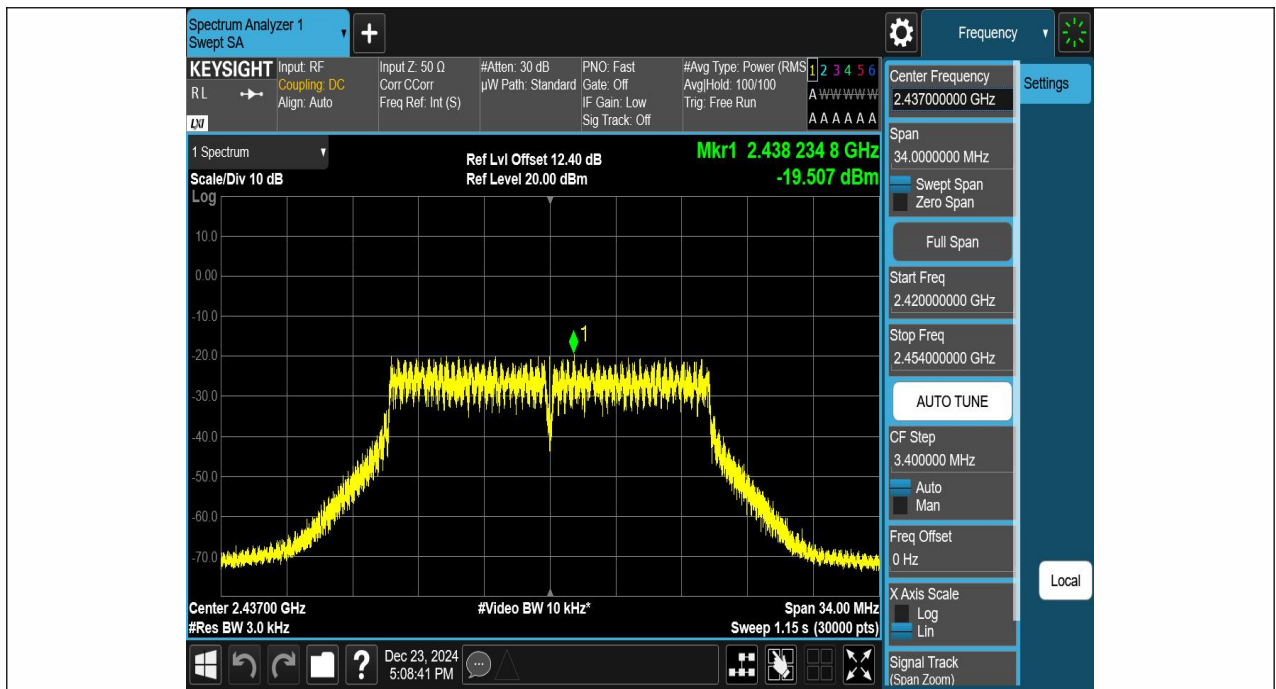 Spectrum Analyzer 1
Swept SA
+
Frequency
KEYSIGHT
RL
LXI
Input: RF
Coupling: DC
Align: Auto
Input Z: 50 Ω
Corr CCorr
Freq Ref: Int (S)
#Atten: 30 dB
µW Path: Standard
PNO: Fast
Gate: Off
IF Gain: Low
Sig Track: Off
#Avg Type: Power (RMS
Avg|Hold: 100/100
Trig: Free Run
1 2 3 4 5 6
A W W W W W
A A A A A A
1 Spectrum
Scale/Div 10 dB
Ref Lvl Offset 12.40 dB
Ref Level 20.00 dBm
Mkr1 2.438 234 8 GHz
-19.507 dBm
Log
10.0
0.00
-10.0
-20.0
-30.0
-40.0
-50.0
-60.0
-70.0
1
Center 2.43700 GHz
#Res BW 3.0 kHz
#Video BW 10 kHz*
Span 34.00 MHz
Sweep 1.15 s (30000 pts)
Center Frequency
2.437000000 GHz
Span
34.0000000 MHz
Swept Span
Zero Span
Full Span
Start Freq
2.420000000 GHz
Stop Freq
2.454000000 GHz
AUTO TUNE
CF Step
3.400000 MHz
Auto
Man
Freq Offset
0 Hz
X Axis Scale
Log
Lin
Signal Track
(Span Zoom)
Settings
Local
?
Dec 23, 2024
5:08:41 PM